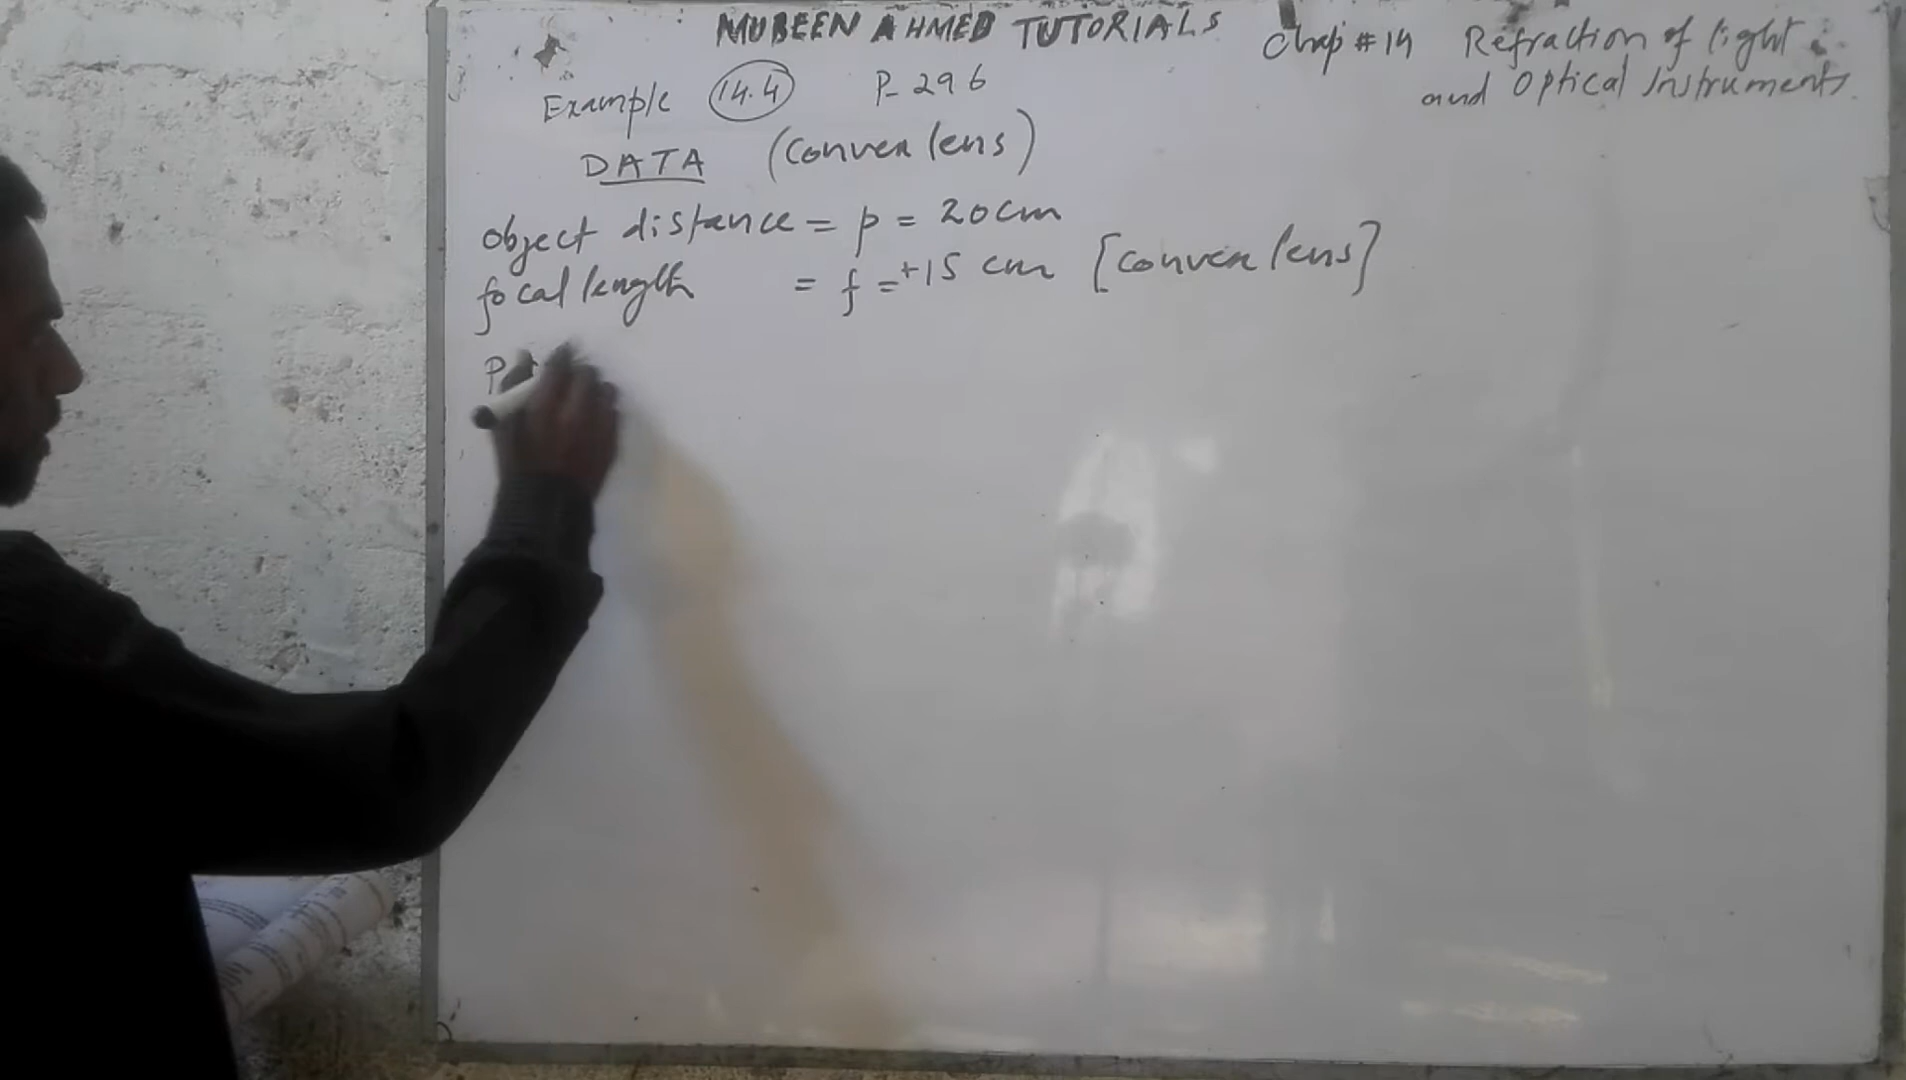 MUBEEN AHMED TUTORIALS
Chap # 14 Refraction of light
and Optical Instruments
Example 14.4 P-296
DATA (Convex lens)
object distance = p = 20cm
focal length = f = +15 cm [convex lens]
P